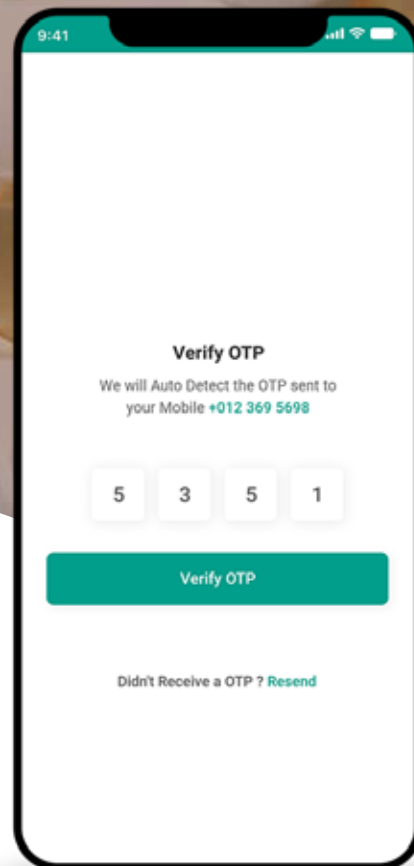 9:41
Verify OTP
We will Auto Detect the OTP sent to
your Mobile +012 369 5698
5 3 5 1
Verify OTP
Didn't Receive a OTP ? Resend